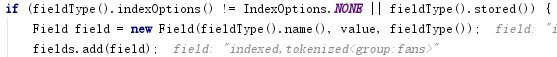 if (fieldType().indexOptions() != IndexOptions.NONE || fieldType().stored()) {
Field field = new Field(fieldType().name(), value, fieldType()); field: "i
fields.add(field); field: "indexed,tokenized<group:fans>"